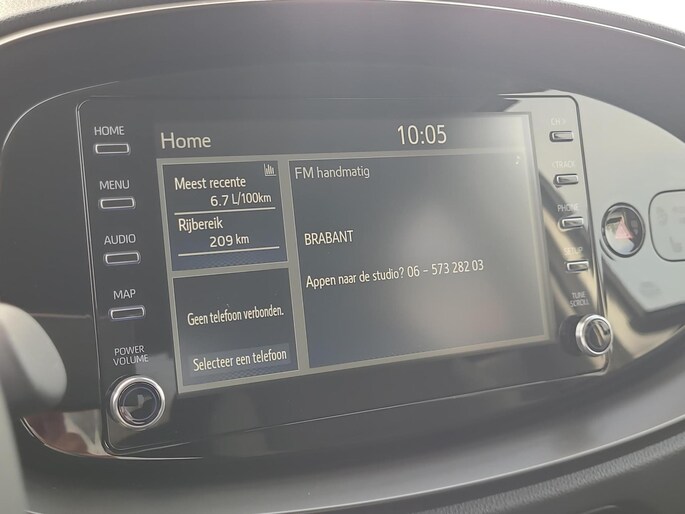 HOME
MENU
AUDIO
MAP
POWER
VOLUME
Home
10:05
Meest recente
6.7 L/100km
Rijbereik
209 km
Geen telefoon verbonden.
Selecteer een telefoon
FM handmatig
BRABANT
Appen naar de studio? 06 - 573 282 03
TRACK
PHONE
TUNE
SCROLL